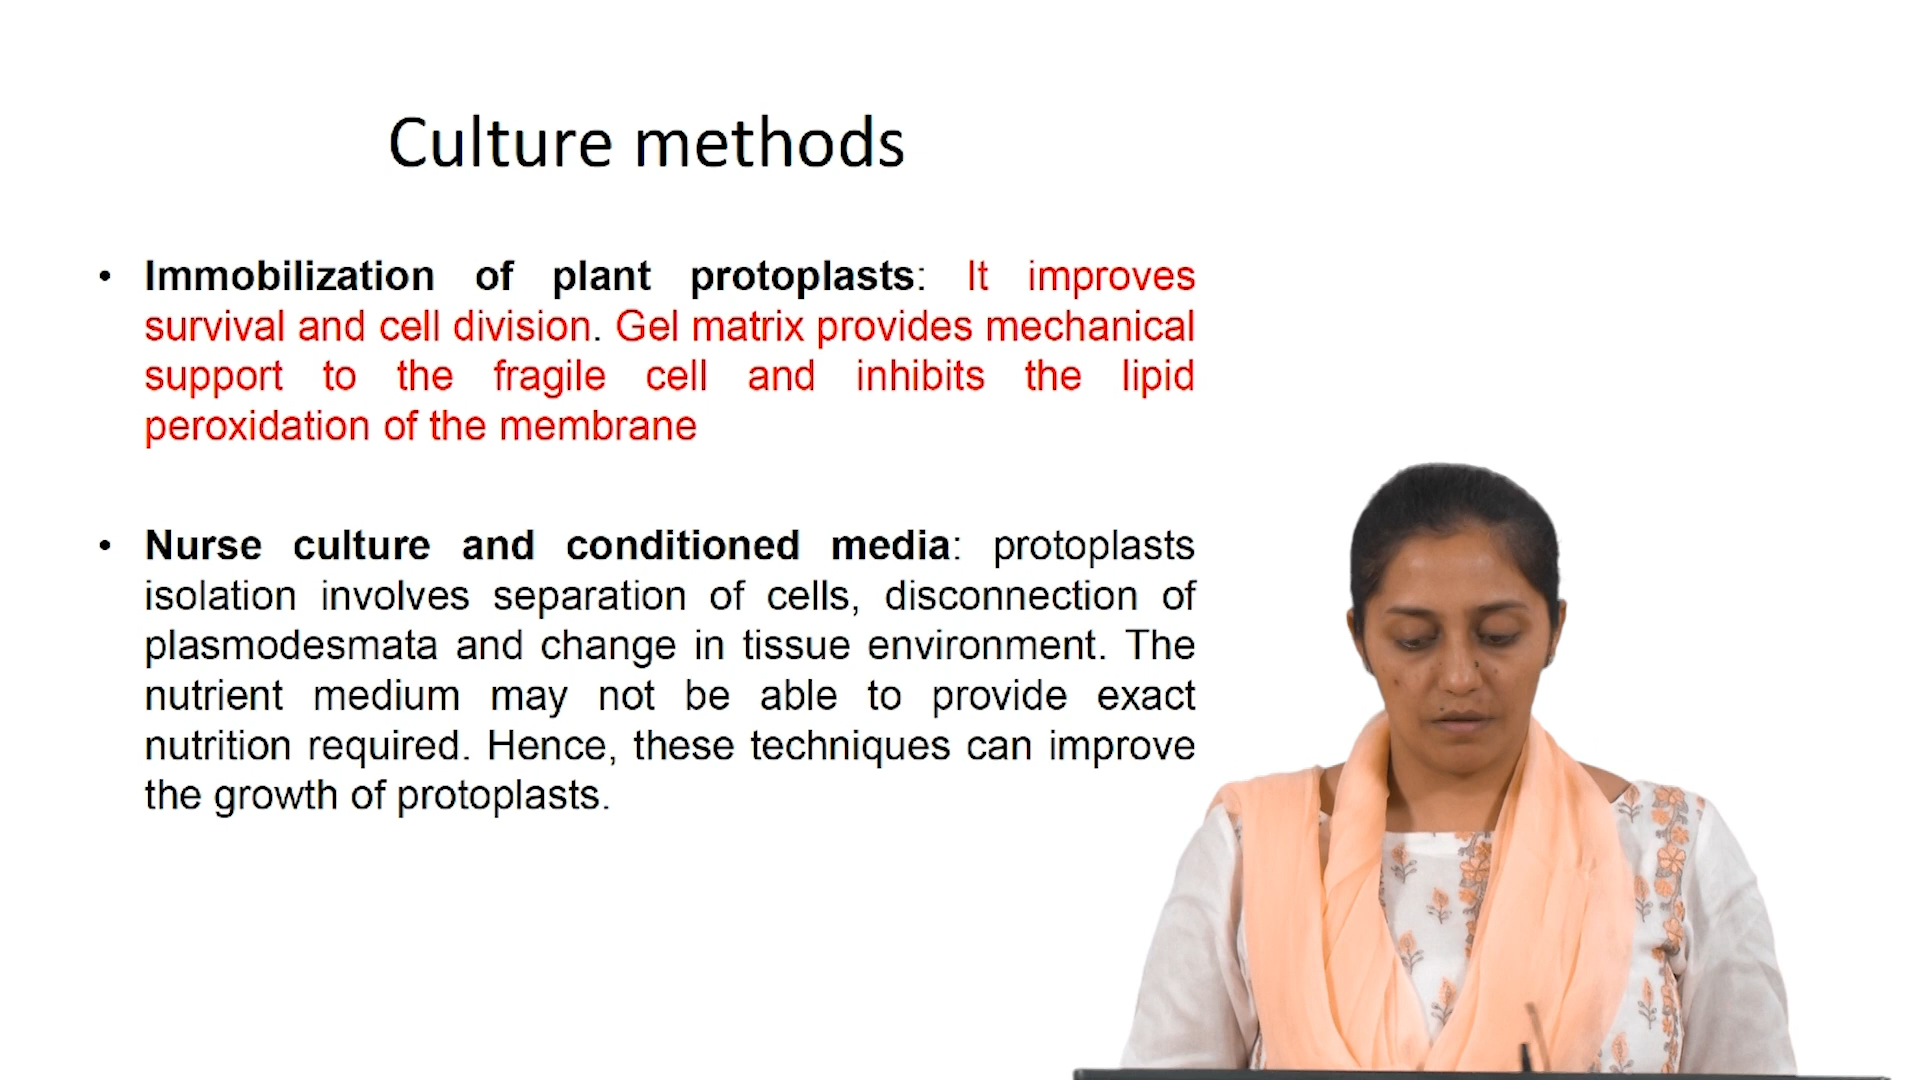 Culture methods
• Immobilization of plant protoplasts: It improves
survival and cell division. Gel matrix provides mechanical
support to the fragile cell and inhibits the lipid
peroxidation of the membrane
• Nurse culture and conditioned media: protoplasts
isolation involves separation of cells, disconnection of
plasmodesmata and change in tissue environment. The
nutrient medium may not be able to provide exact
nutrition required. Hence, these techniques can improve
the growth of protoplasts.